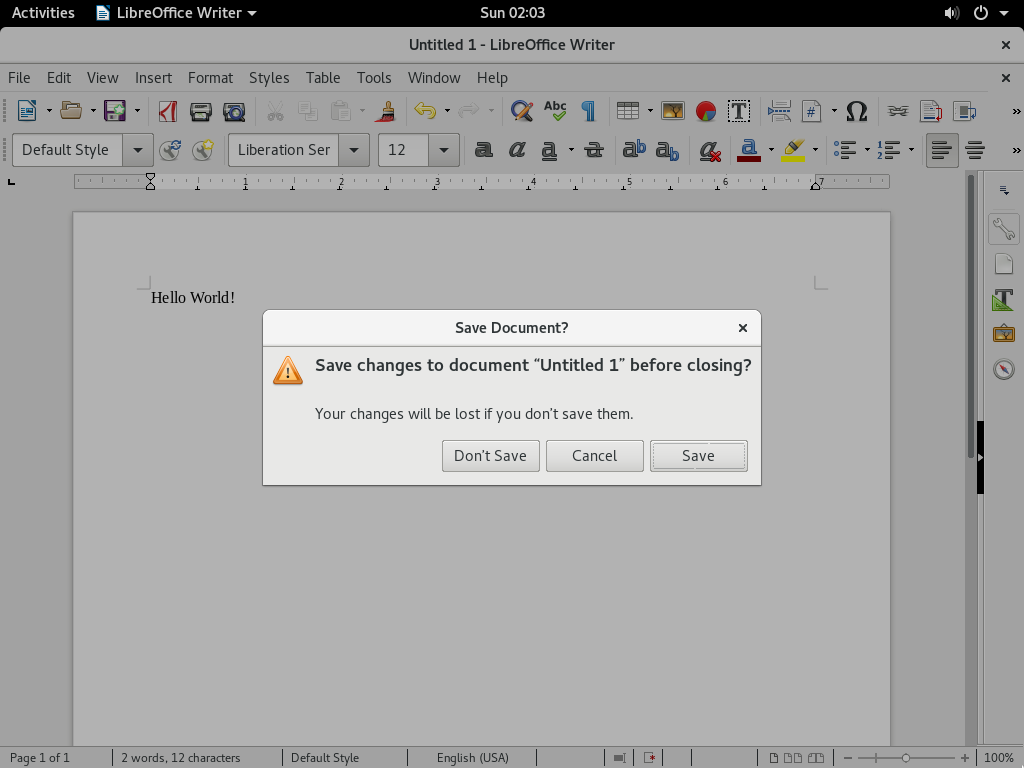 Activities LibreOffice Writer Sun 02:03
Untitled 1 - LibreOffice Writer
File Edit View Insert Format Styles Table Tools Window Help
Abc
Default Style Liberation Ser 12
1 2 3 4 5 6 7
Hello World!
Save Document?
Save changes to document “Untitled 1” before closing?
Your changes will be lost if you don’t save them.
Don’t Save Cancel Save
Page 1 of 1 2 words, 12 characters Default Style English (USA) 100%